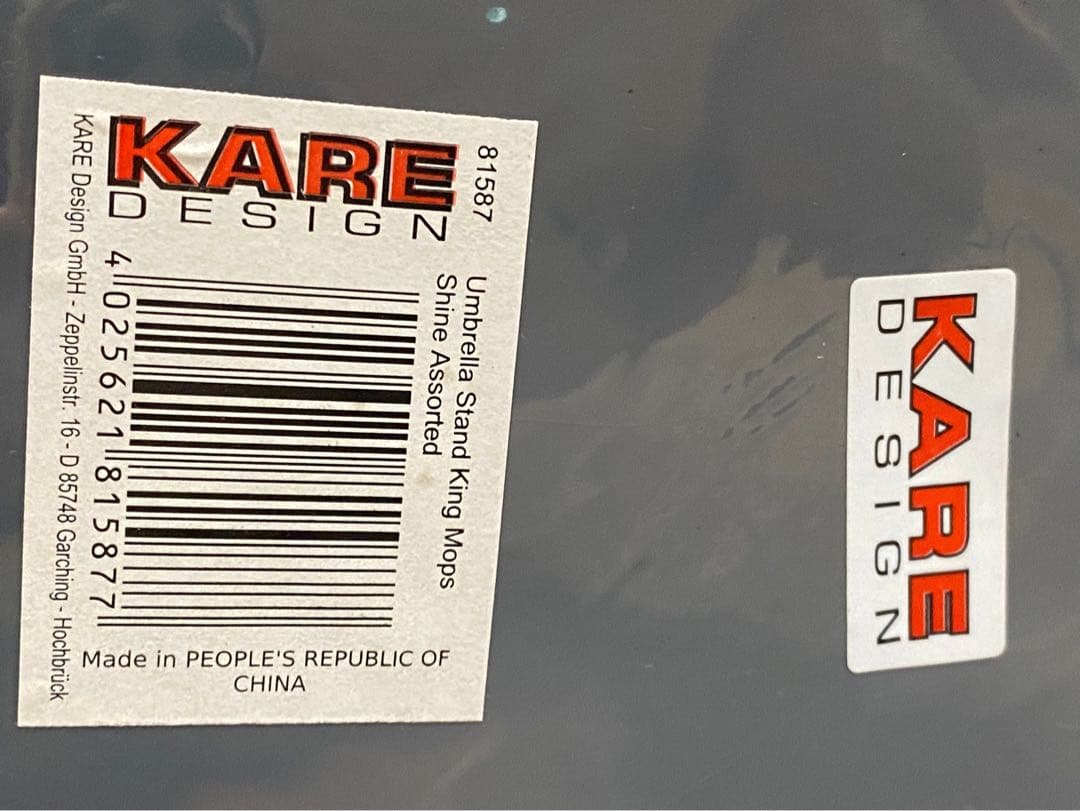 81587
Umbrella Stand King Mops
Shine Assorted
KARE
DESIGN
4 025621 815877
KARE Design GmbH - Zeppelinstr. 16 - D 85748 Garching - Hochbrück
Made in PEOPLE'S REPUBLIC OF
CHINA
KARE
DESIGN